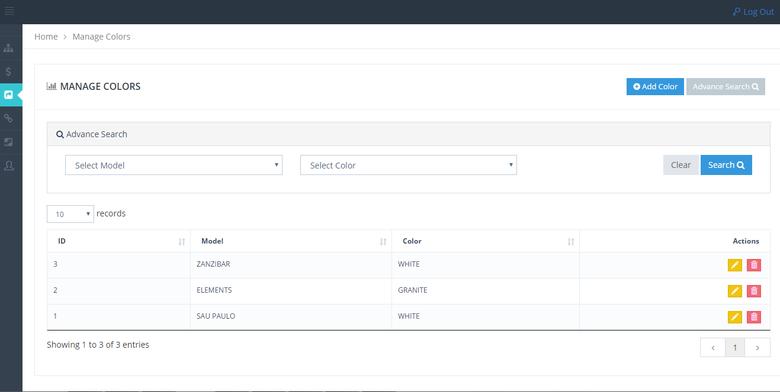 Log Out
Home > Manage Colors
MANAGE COLORS
Add Color
Advance Search
Advance Search
Select Model
Select Color
Clear
Search
10 records
ID Model Color Actions
3 ZANZIBAR WHITE
2 ELEMENTS GRANITE
1 SAU PAULO WHITE
Showing 1 to 3 of 3 entries
< 1 >